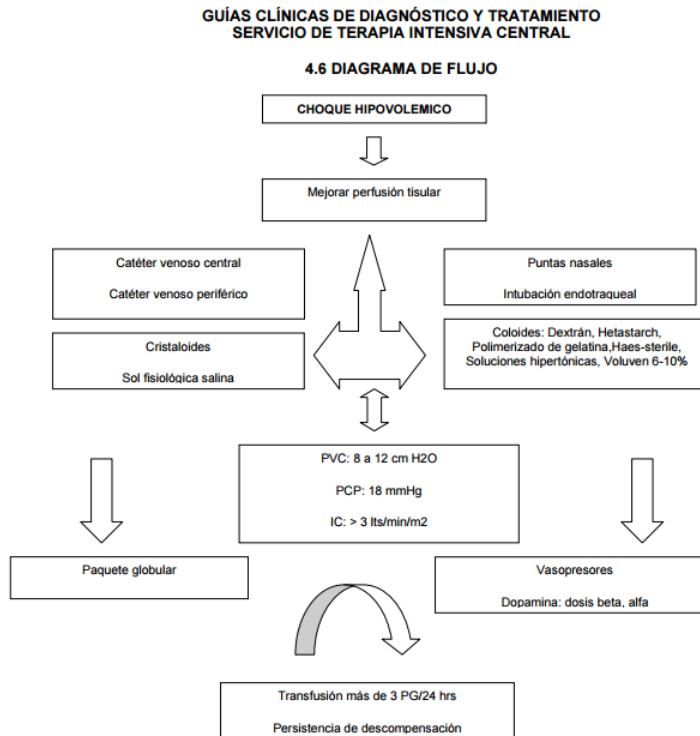 GUÍAS CLÍNICAS DE DIAGNÓSTICO Y TRATAMIENTO
SERVICIO DE TERAPIA INTENSIVA CENTRAL
4.6 DIAGRAMA DE FLUJO
CHOQUE HIPOVOLEMICO
Mejorar perfusión tisular
Catéter venoso central
Catéter venoso periférico
Puntas nasales
Intubación endotraqueal
Cristaloides
Sol fisiológica salina
Coloides: Dextrán, Hetastarch,
Polimerizado de gelatina,Haes-sterile,
Soluciones hipertónicas, Voluven 6-10%
PVC: 8 a 12 cm H2O
PCP: 18 mmHg
IC: > 3 lts/min/m2
Paquete globular
Vasopresores
Dopamina: dosis beta, alfa
Transfusión más de 3 PG/24 hrs
Persistencia de descompensación